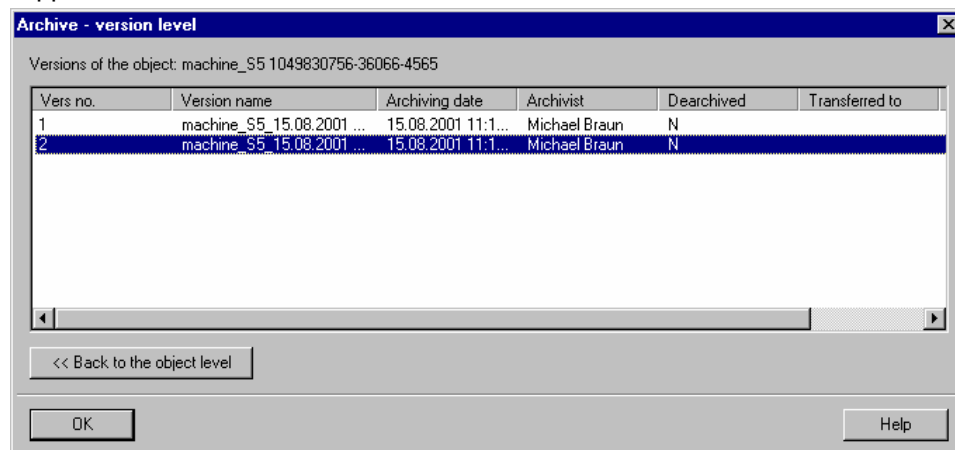 Archive - version level
Versions of the object: machine_S5 1049830756-36066-4565
Vers no. Version name Archiving date Archivist Dearchived Transferred to
1 machine_S5_15.08.2001 ... 15.08.2001 11:1... Michael Braun N
2 machine_S5_15.08.2001 ... 15.08.2001 11:1... Michael Braun N
<< Back to the object level
OK Help